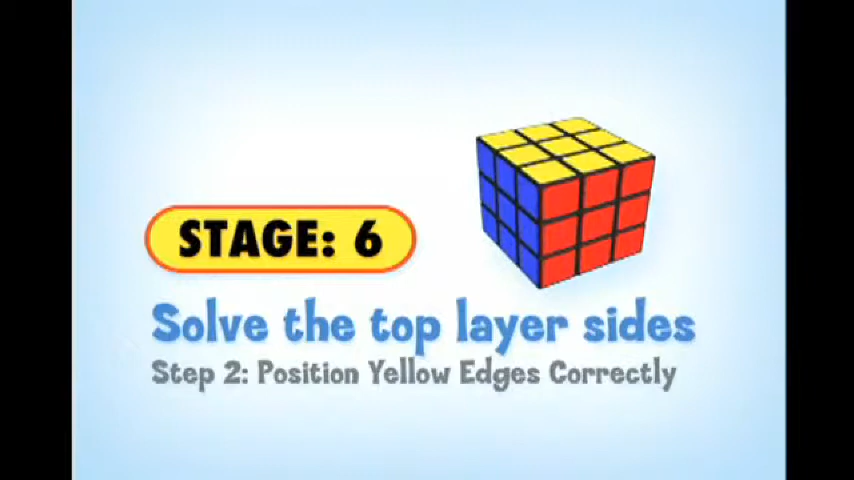 STAGE: 6
Solve the top layer sides
Step 2: Position Yellow Edges Correctly